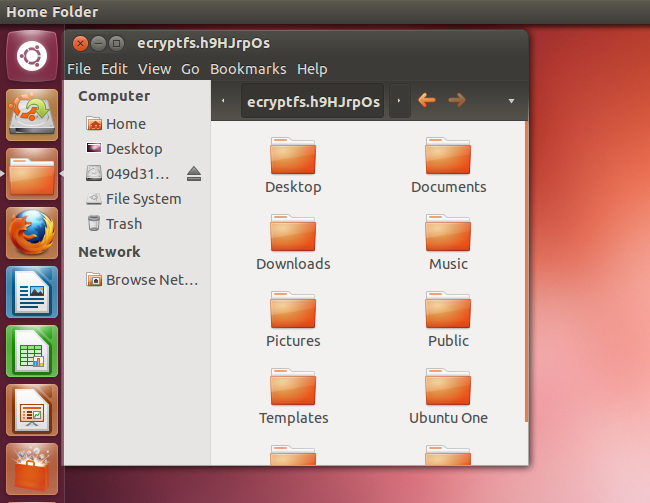 Home Folder
ecryptfs.h9HJrpOs
File Edit View Go Bookmarks Help
Computer
Home
Desktop
049d31...
File System
Trash
Network
Browse Net...
ecryptfs.h9HJrpOs
Desktop
Documents
Downloads
Music
Pictures
Public
Templates
Ubuntu One